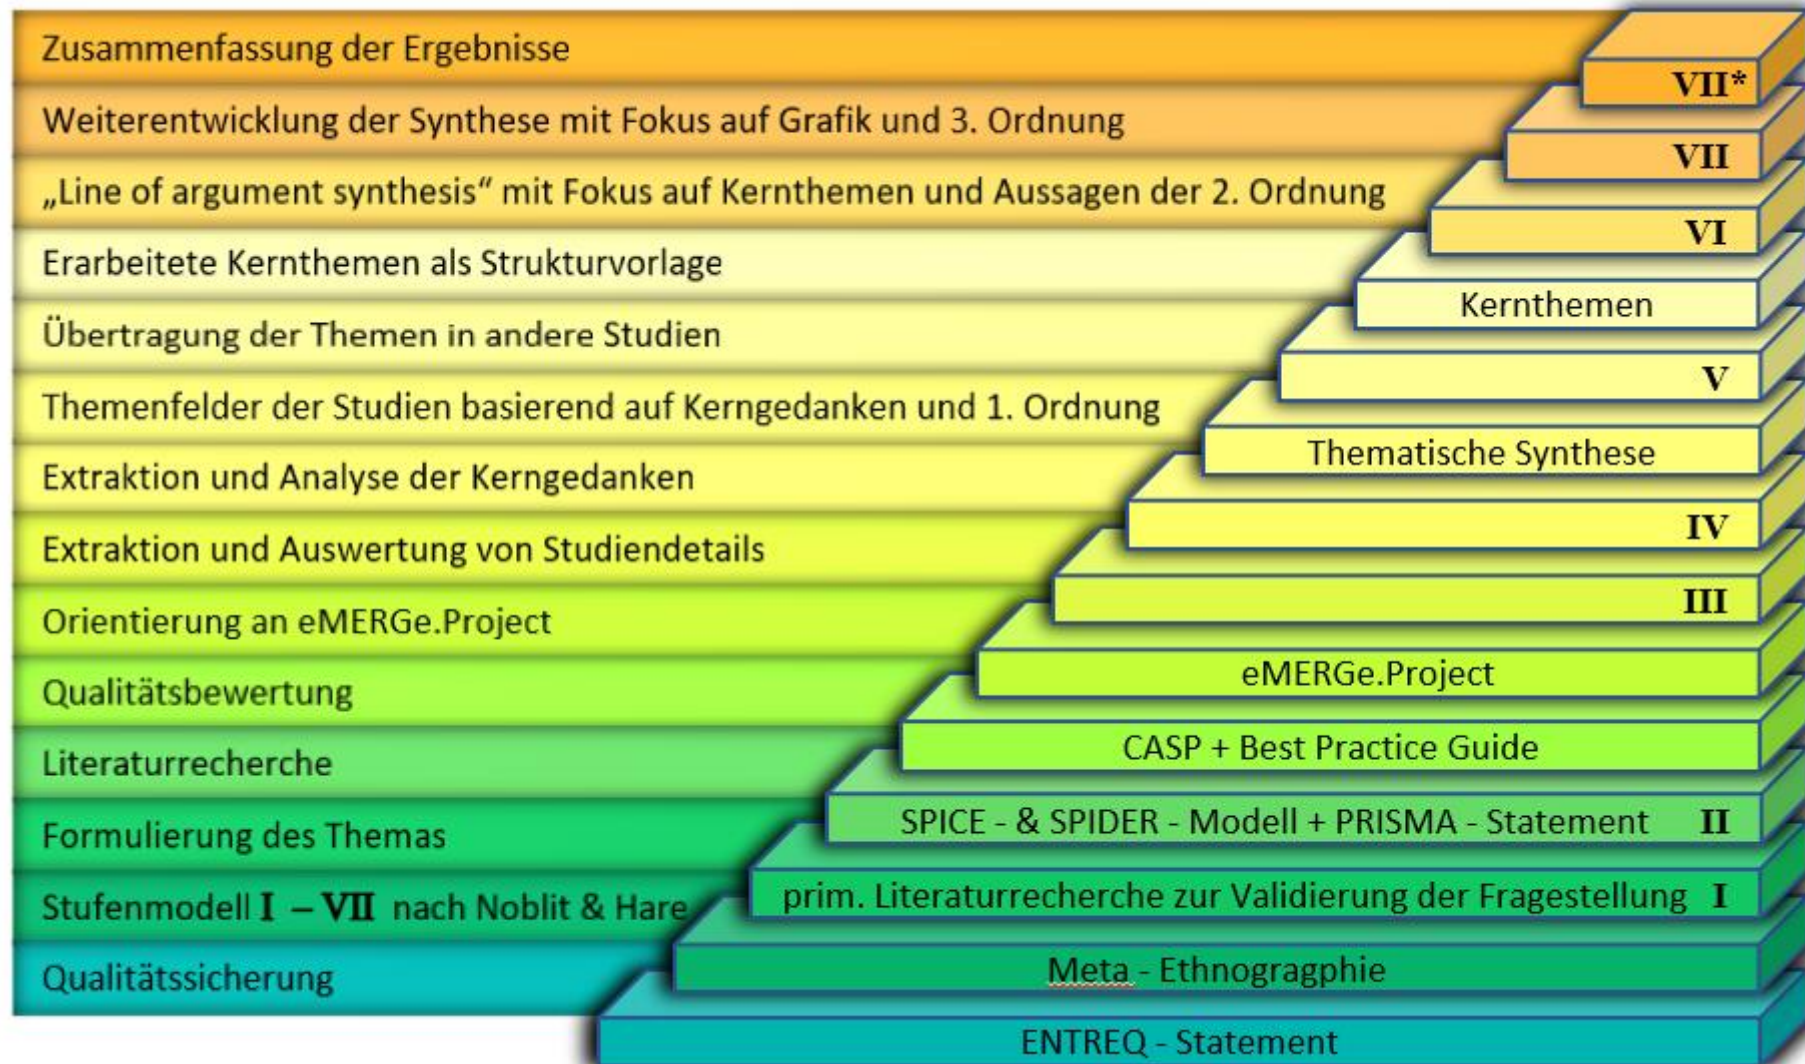 Zusammenfassung der Ergebnisse
VII*
Weiterentwicklung der Synthese mit Fokus auf Grafik und 3. Ordnung
VII
„Line of argument synthesis“ mit Fokus auf Kernthemen und Aussagen der 2. Ordnung
VI
Erarbeitete Kernthemen als Strukturvorlage
Kernthemen
Übertragung der Themen in andere Studien
V
Themenfelder der Studien basierend auf Kerngedanken und 1. Ordnung
Thematische Synthese
Extraktion und Analyse der Kerngedanken
IV
Extraktion und Auswertung von Studiendetails
III
Orientierung an eMERGe.Project
eMERGe.Project
Qualitätsbewertung
CASP + Best Practice Guide
Literaturrecherche
SPICE - & SPIDER - Modell + PRISMA - Statement II
Formulierung des Themas
prim. Literaturrecherche zur Validierung der Fragestellung I
Stufenmodell I – VII nach Noblit & Hare
Meta - Ethnogragphie
Qualitätssicherung
ENTREQ - Statement